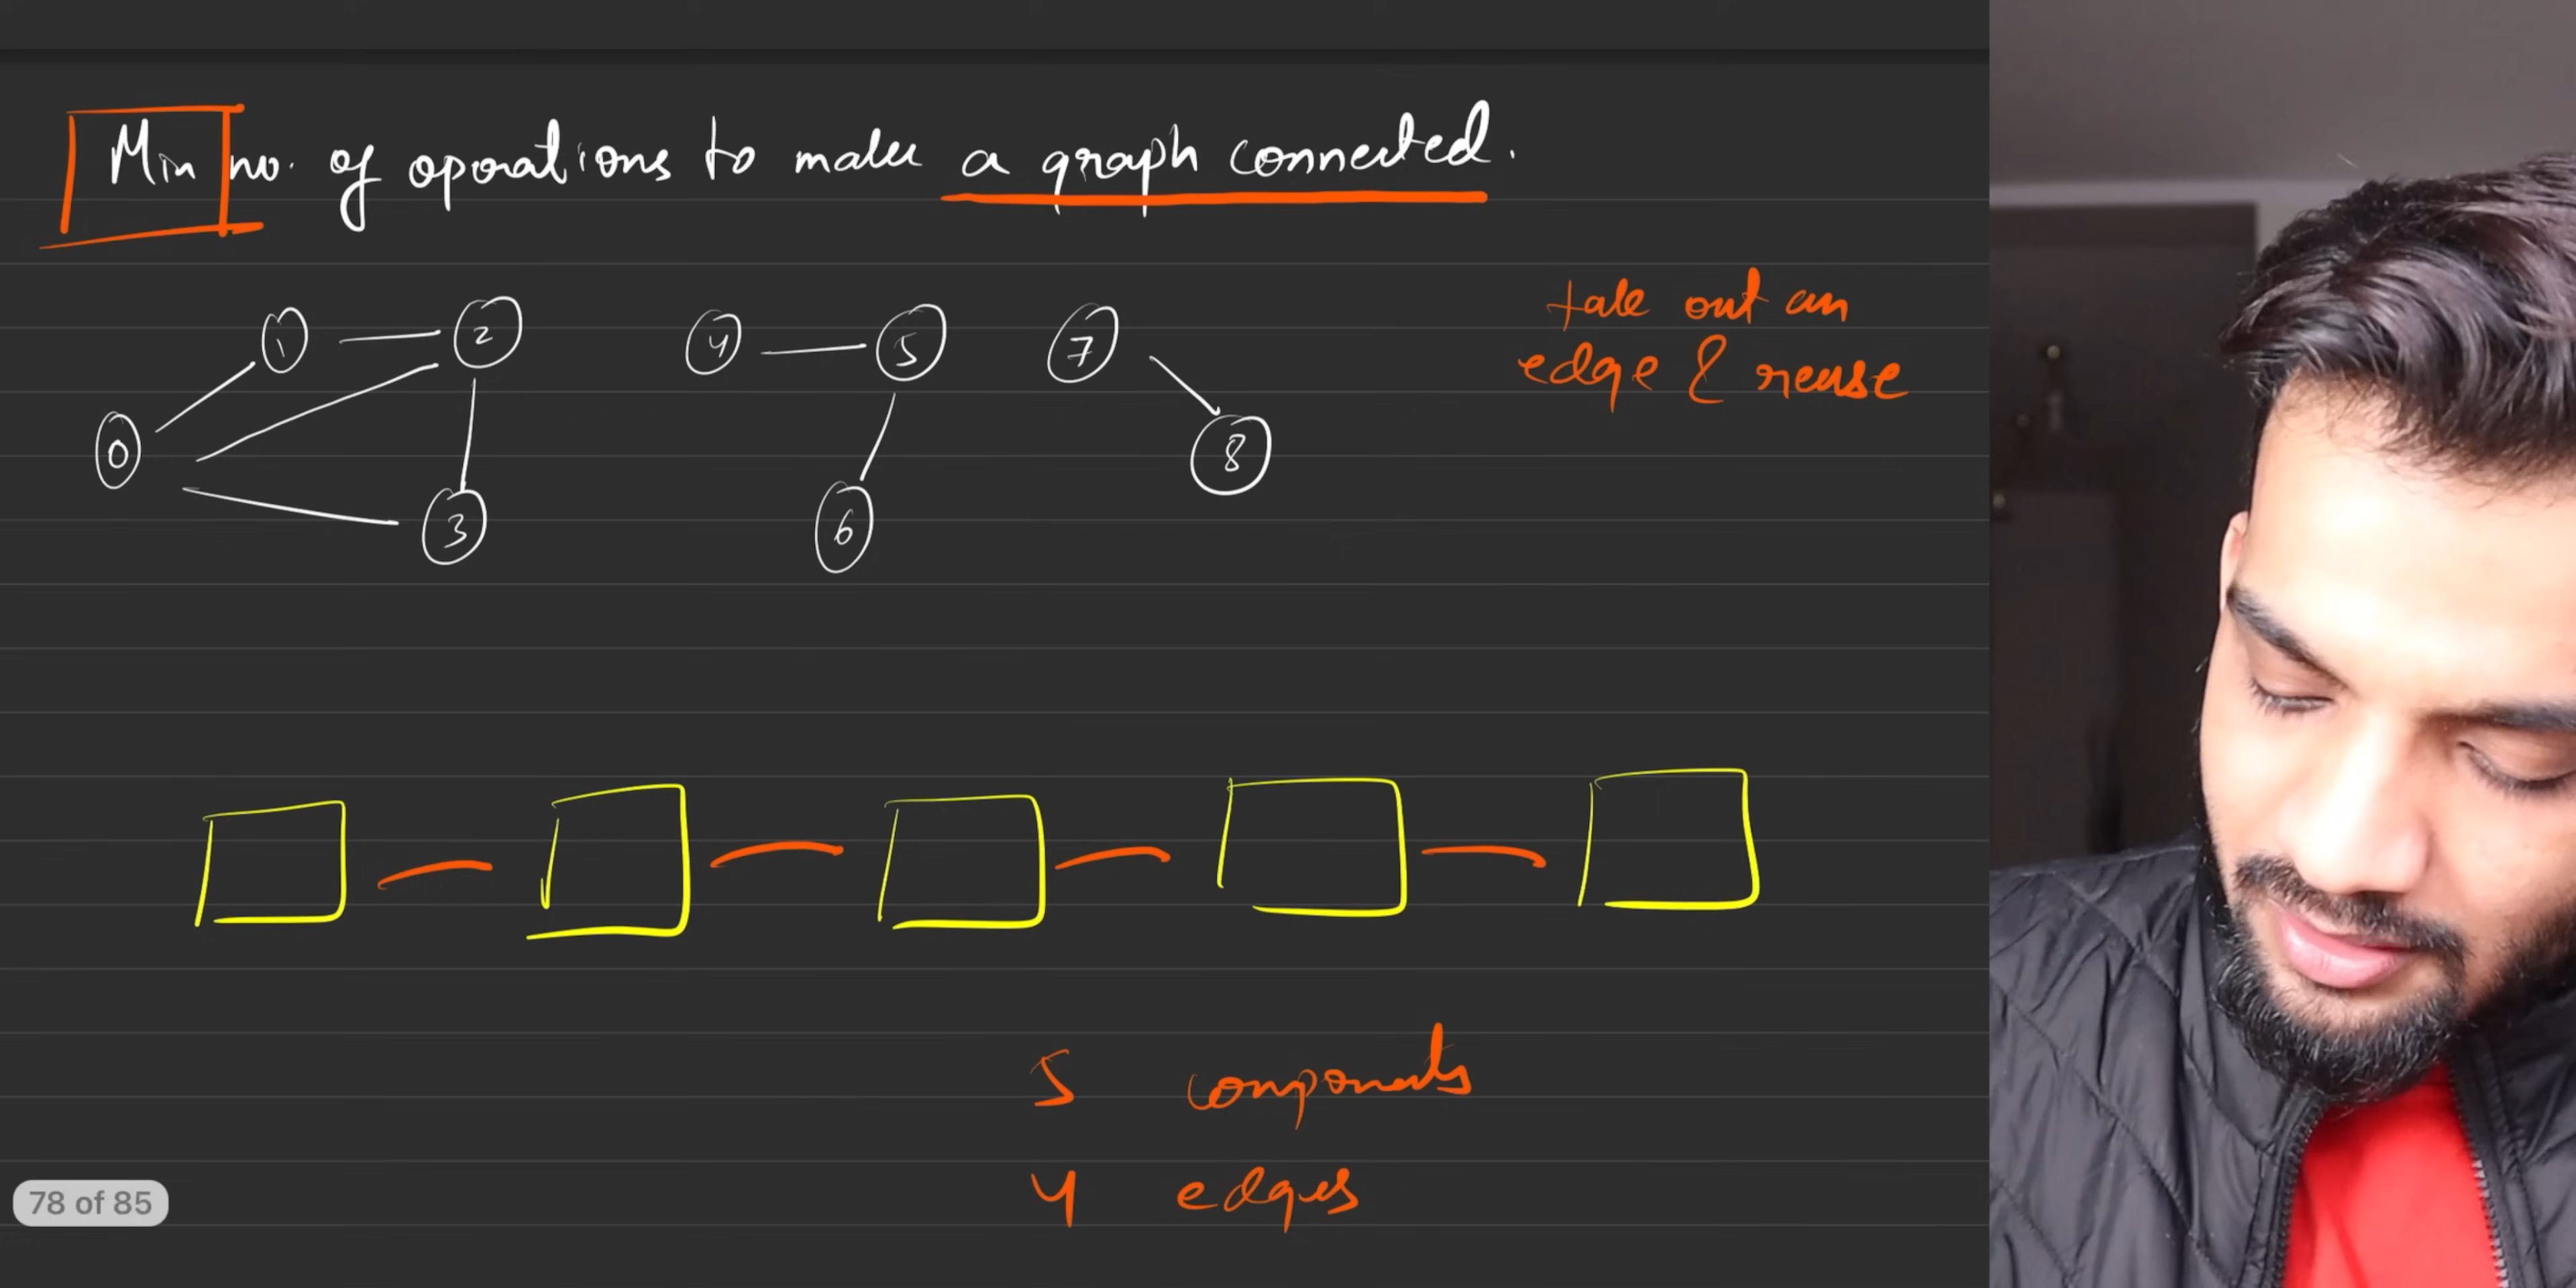 Min no. of operations to make a graph connected.
take out an
edge & reuse
1 2 4 5 7
0 8
3 6
5 components
4 edges
78 of 85